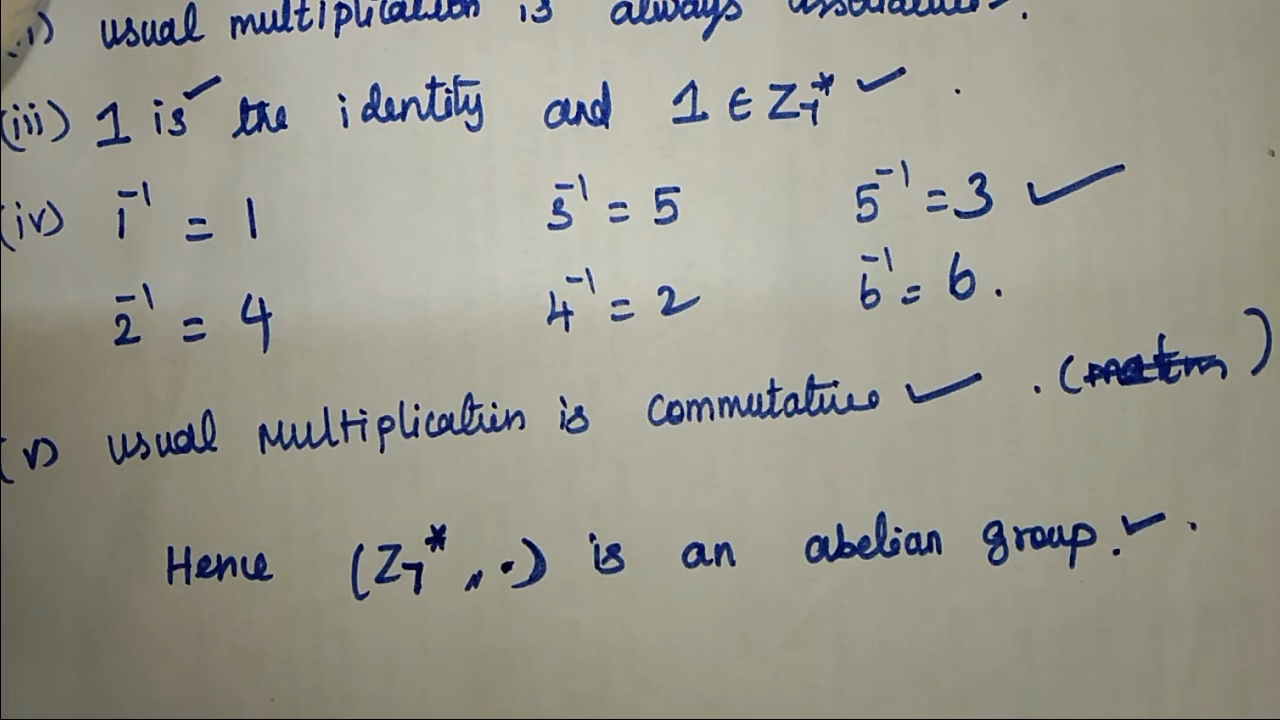 usual multiplication is always associative.
(iii) 1 is the identity and 1 ∈ Z₇* .
(iv) 1⁻¹ = 1 3⁻¹ = 5 5⁻¹ = 3
2⁻¹ = 4 4⁻¹ = 2 6⁻¹ = 6.
(v) usual Multiplication is commutative . ( )
Hence (Z₇*, ·) is an abelian group. .